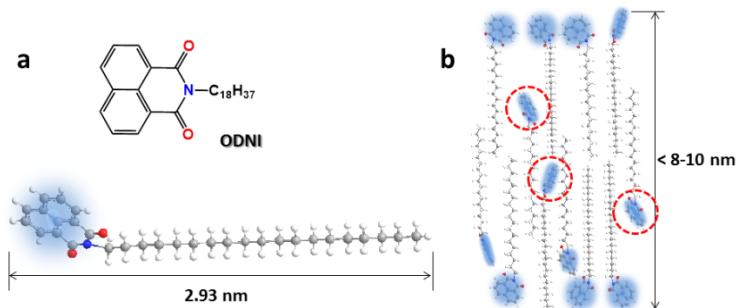 a
O
N—C₁₈H₃₇
O
ODNI
2.93 nm
b
< 8-10 nm